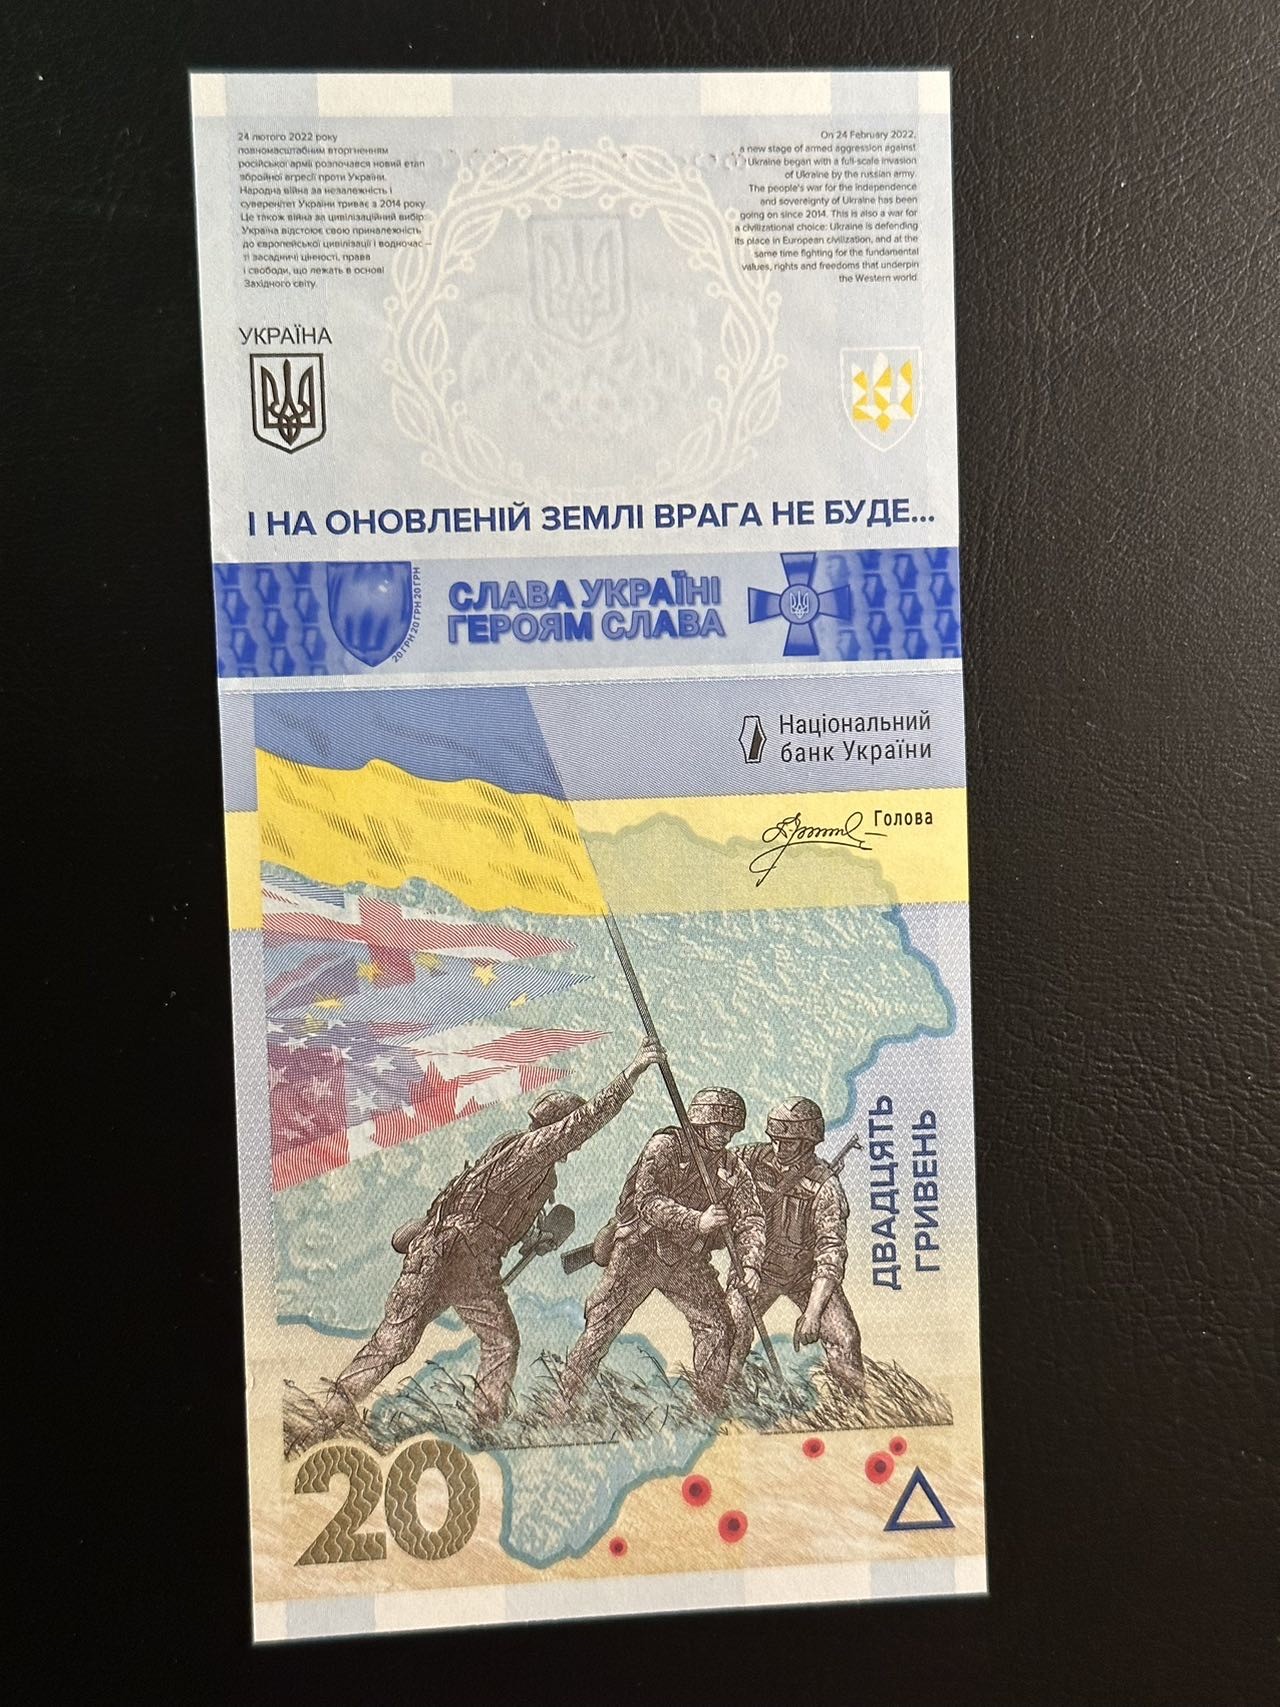 24 лютого 2022 року
повномасштабним вторгненням
російської армії розпочався новий етап
збройної агресії проти України.
Народна війна за незалежність і
суверенітет України триває з 2014 року.
Це також війна за цивілізаційний вибір:
Україна відстоює свою приналежність
до європейської цивілізації і водночас –
ті засадничі цінності, права
і свободи, що лежать в основі
Західного світу.
On 24 February 2022,
a new stage of armed aggression against
Ukraine began with a full-scale invasion
of Ukraine by the russian army.
The people's war for the independence
and sovereignty of Ukraine has been
going on since 2014. This is also a war for
a civilizational choice: Ukraine is defending
its place in European civilization, and at the
same time fighting for the fundamental
values, rights and freedoms that underpin
the Western world.
УКРАЇНА
І НА ОНОВЛЕНІЙ ЗЕМЛІ ВРАГА НЕ БУДЕ...
20 ГРН 20 ГРН 20 ГРН
СЛАВА УКРАЇНІ
ГЕРОЯМ СЛАВА
Національний
банк України
Голова
ДВАДЦЯТЬ
ГРИВЕНЬ
20